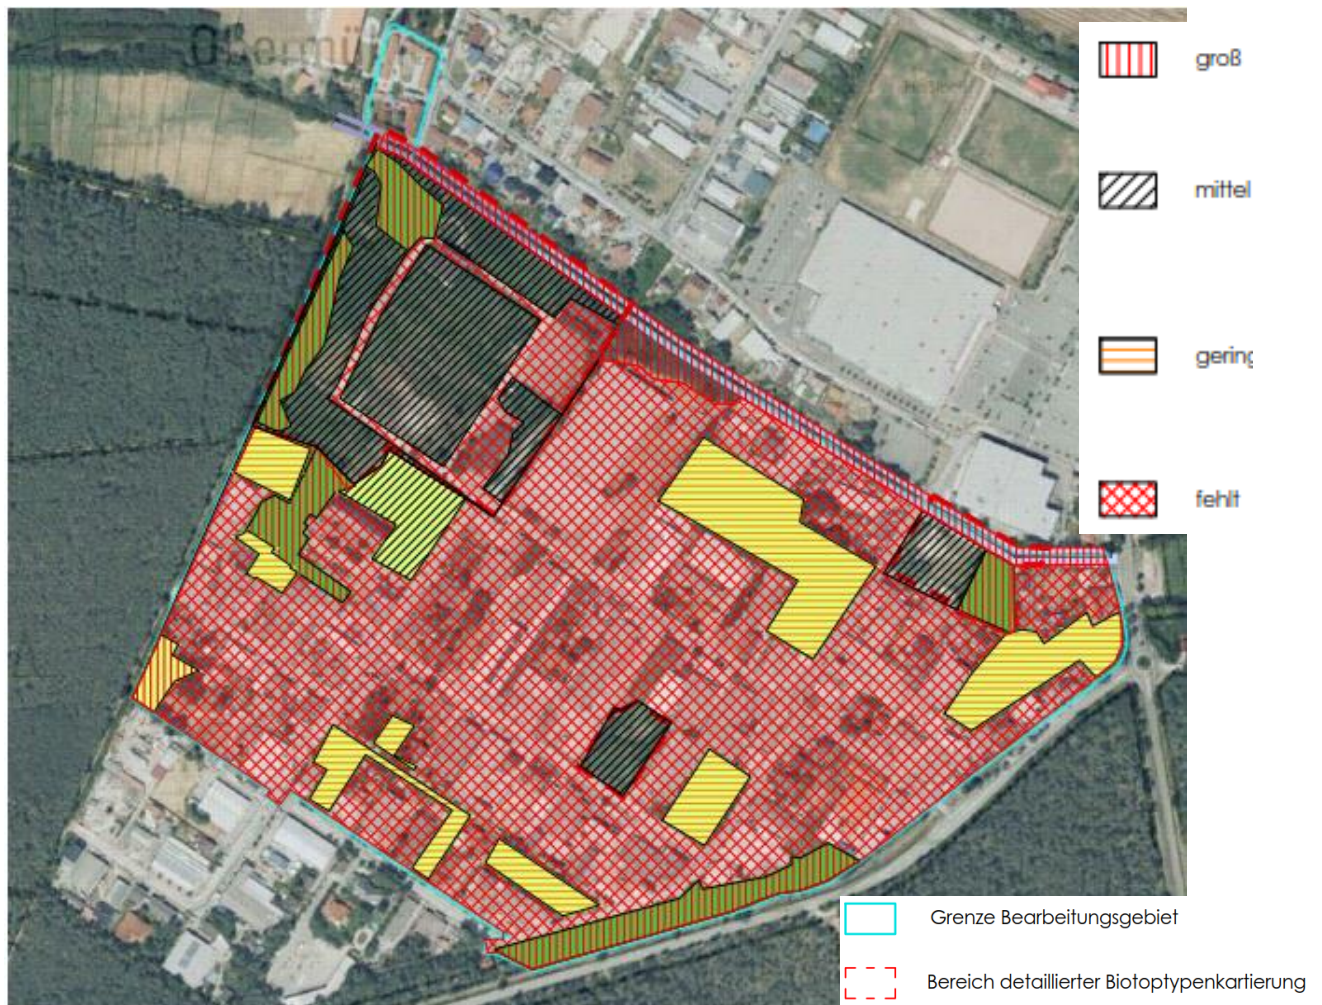 groß
mittel
gering
fehlt
Grenze Bearbeitungsgebiet
Bereich detaillierter Biotoptypenkartierung